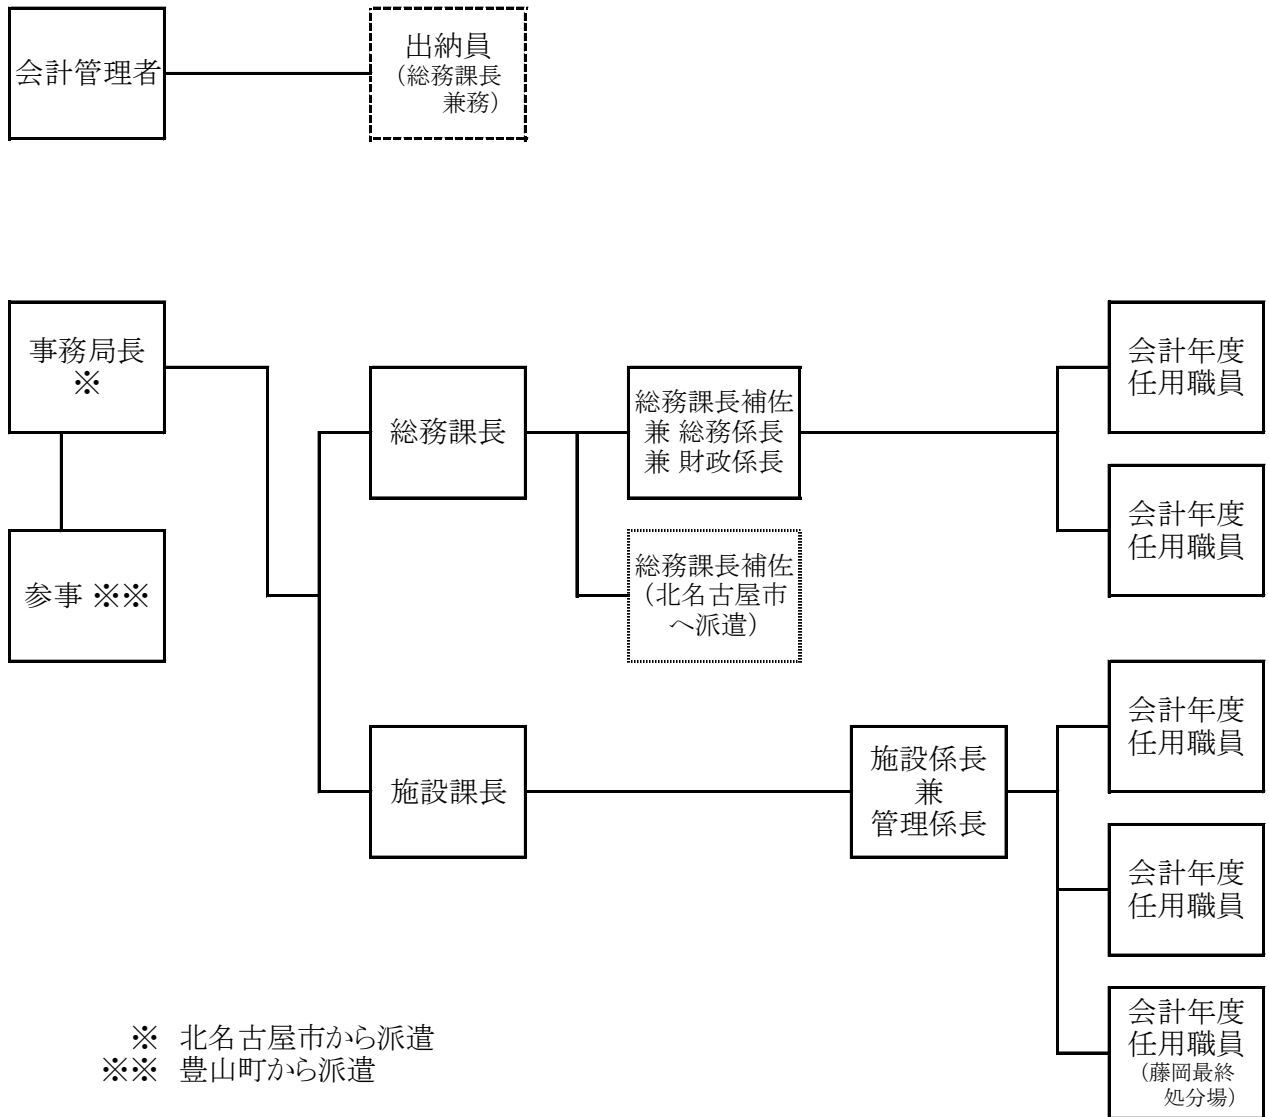 会計管理者
出納員
（総務課長
兼務）
事務局長
※
参事 ※※
総務課長
総務課長補佐
兼 総務係長
兼 財政係長
総務課長補佐
（北名古屋市
へ派遣）
会計年度
任用職員
会計年度
任用職員
施設課長
施設係長
兼
管理係長
会計年度
任用職員
会計年度
任用職員
会計年度
任用職員
（藤岡最終
処分場）
※ 北名古屋市から派遣
※※ 豊山町から派遣